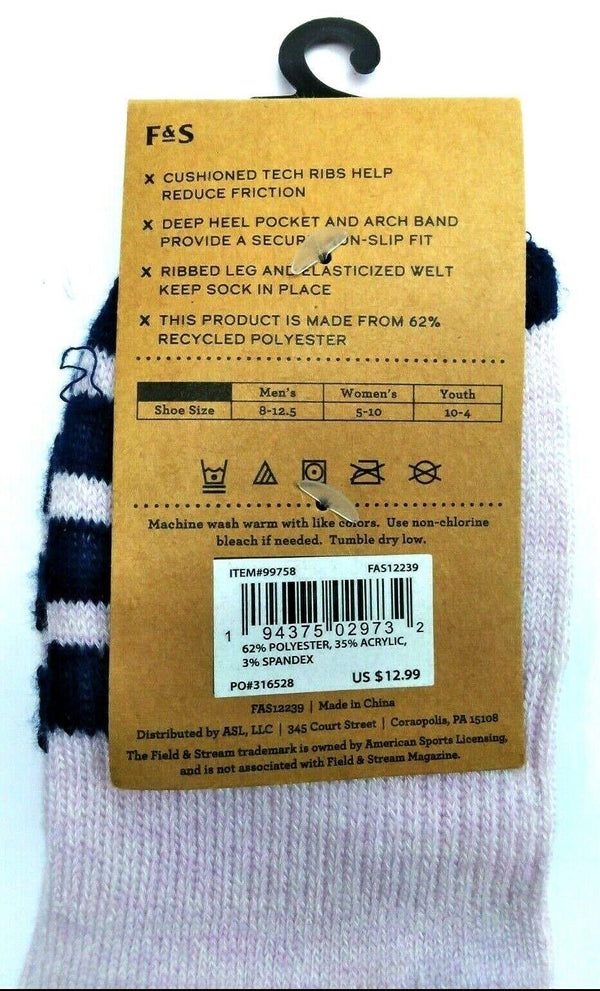 F&S
x CUSHIONED TECH RIBS HELP
REDUCE FRICTION
x DEEP HEEL POCKET AND ARCH BAND
PROVIDE A FIT
x RIBBED LEG AND ELASTICIZED WELT
KEEP SOCK IN PLACE
x THIS PRODUCT IS MADE FROM 62%
RECYCLED POLYESTER
Men's Women's Youth
Shoe Size 8-12.5 5-10 10-4
Machine wash warm with like colors. Use non-chlorine
bleach if needed. Tumble dry low.
ITEM#99758 FAS12239
1 94375 02973 2
62% POLYESTER, 35% ACRYLIC,
3% SPANDEX
PO#316528 US $12.99
FAS12239 | Made in China
Distributed by ASL, LLC | 345 Court Street | Coraopolis, PA 15108
The Field & Stream trademark is owned by American Sports Licensing,
and is not associated with Field & Stream Magazine.